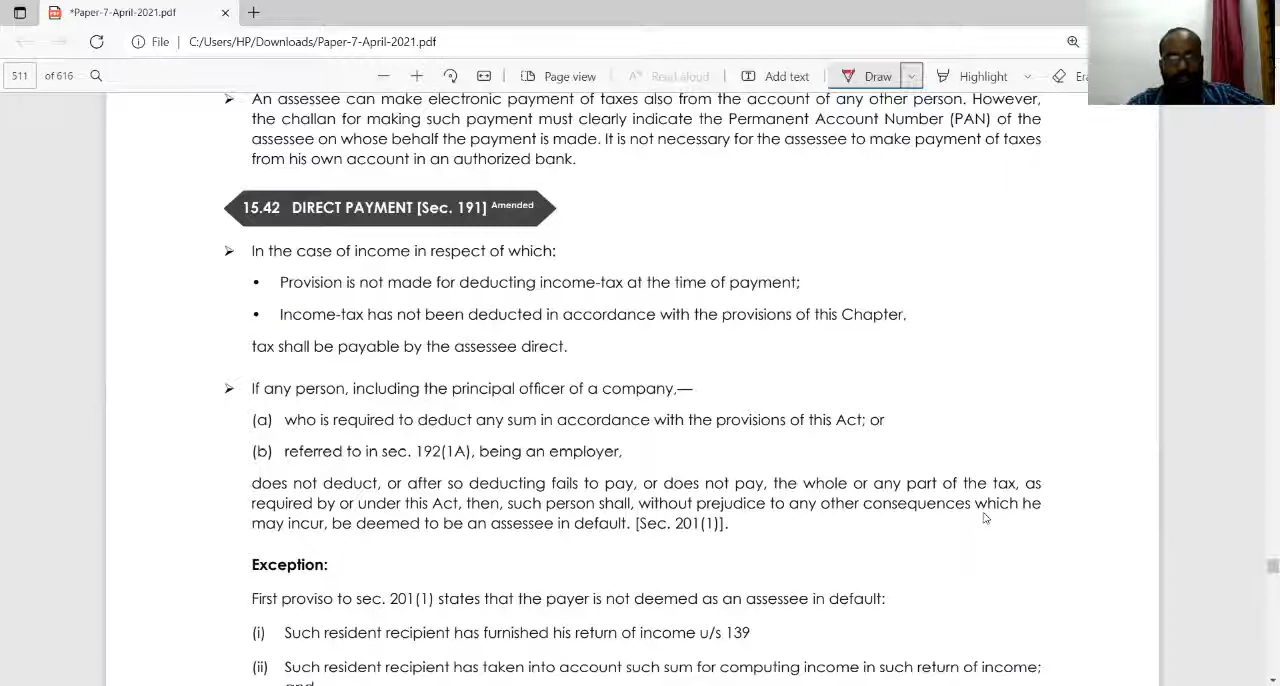 *Paper-7-April-2021.pdf
File C:/Users/HP/Downloads/Paper-7-April-2021.pdf
511 of 616 Page view Read aloud Add text Draw Highlight Era
➢ An assessee can make electronic payment of taxes also from the account of any other person. However,
the challan for making such payment must clearly indicate the Permanent Account Number (PAN) of the
assessee on whose behalf the payment is made. It is not necessary for the assessee to make payment of taxes
from his own account in an authorized bank.
15.42 DIRECT PAYMENT [Sec. 191] Amended
➢ In the case of income in respect of which:
• Provision is not made for deducting income-tax at the time of payment;
• Income-tax has not been deducted in accordance with the provisions of this Chapter,
tax shall be payable by the assessee direct.
➢ If any person, including the principal officer of a company,—
(a) who is required to deduct any sum in accordance with the provisions of this Act; or
(b) referred to in sec. 192(1A), being an employer,
does not deduct, or after so deducting fails to pay, or does not pay, the whole or any part of the tax, as
required by or under this Act, then, such person shall, without prejudice to any other consequences which he
may incur, be deemed to be an assessee in default. [Sec. 201(1)].
Exception:
First proviso to sec. 201(1) states that the payer is not deemed as an assessee in default:
(i) Such resident recipient has furnished his return of income u/s 139
(ii) Such resident recipient has taken into account such sum for computing income in such return of income;
and